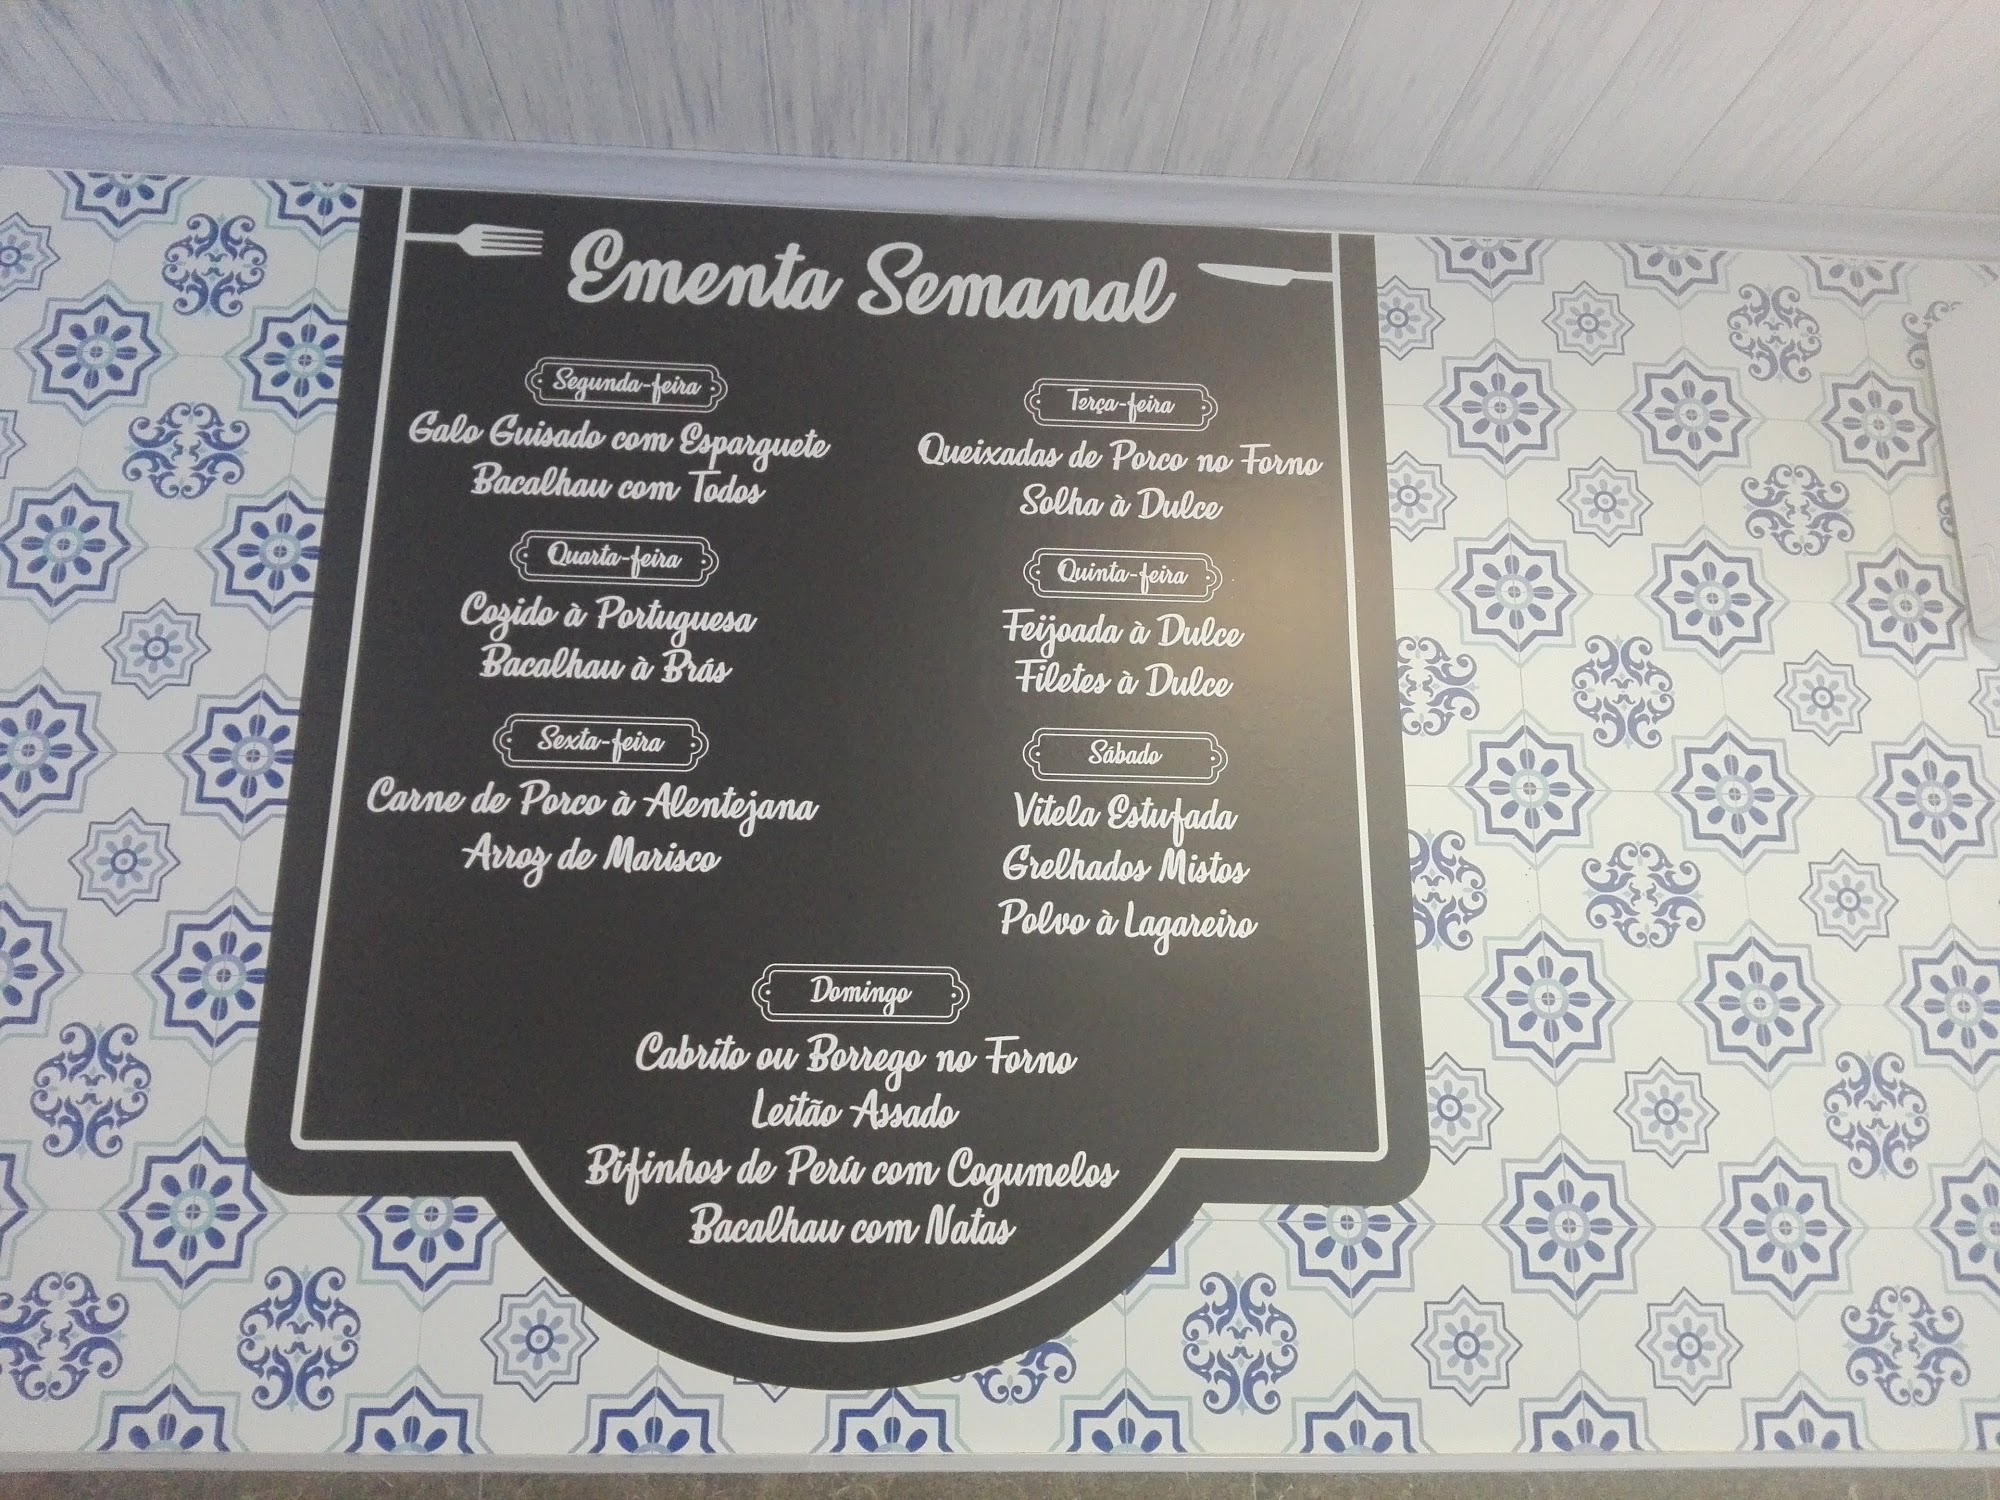 Ementa Semanal
Segunda-feira
Galo Guisado com Esparguete
Bacalhau com Todos
Terça-feira
Queixadas de Porco no Forno
Solha à Dulce
Quarta-feira
Cozido à Portuguesa
Bacalhau à Brás
Quinta-feira
Feijoada à Dulce
Filetes à Dulce
Sexta-feira
Carne de Porco à Alentejana
Arroz de Marisco
Sábado
Vitela Estufada
Grelhados Mistos
Polvo à Lagareiro
Domingo
Cabrito ou Borrego no Forno
Leitão Assado
Bifinhos de Perú com Cogumelos
Bacalhau com Natas